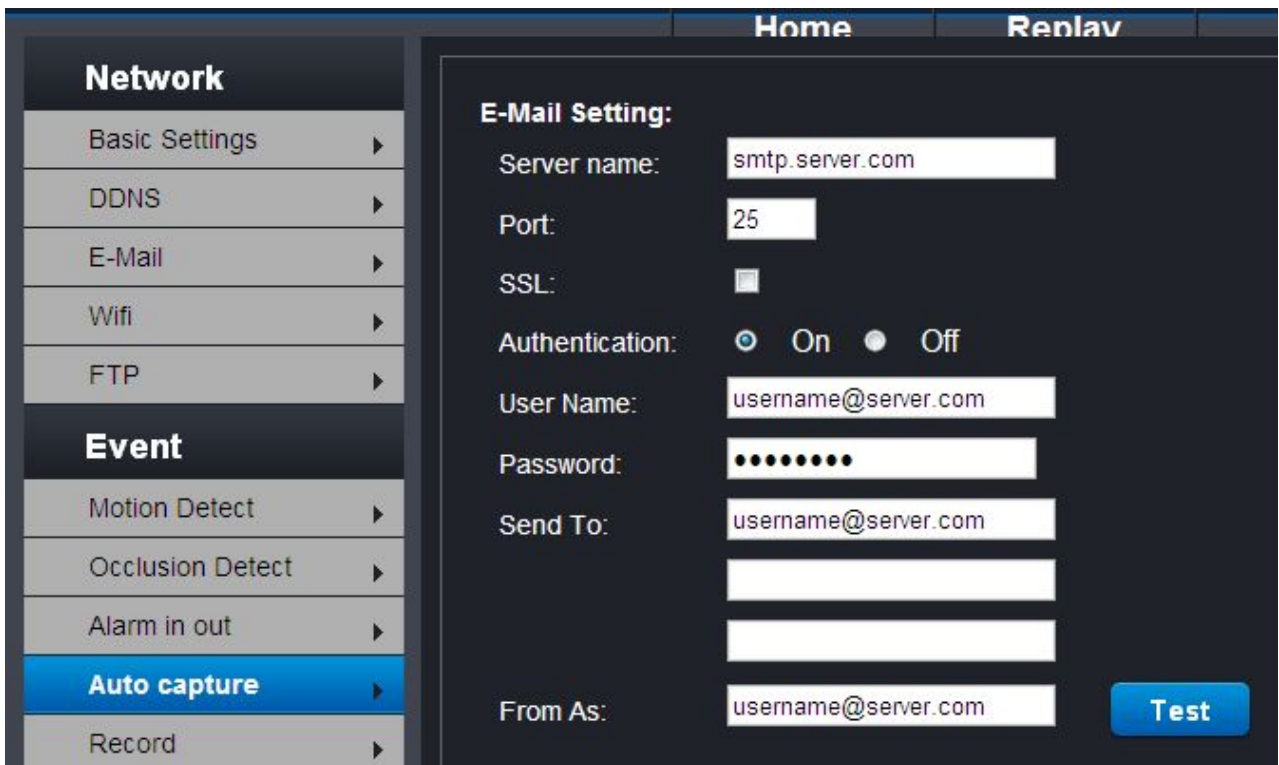 Home Replay
Network
Basic Settings
DDNS
E-Mail
Wifi
FTP
Event
Motion Detect
Occlusion Detect
Alarm in out
Auto capture
Record
E-Mail Setting:
Server name: smtp.server.com
Port: 25
SSL:
Authentication: On Off
User Name: username@server.com
Password: ••••••••
Send To: username@server.com
From As: username@server.com Test